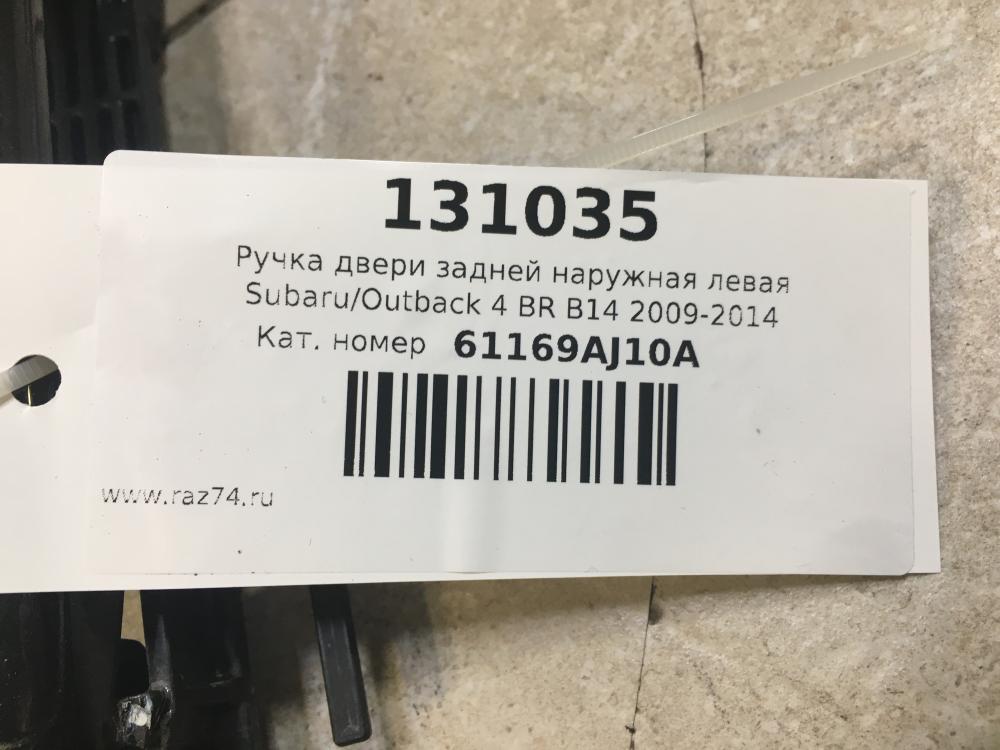 131035
Ручка двери задней наружная левая
Subaru/Outback 4 BR B14 2009-2014
Кат. номер 61169AJ10A
www.raz74.ru